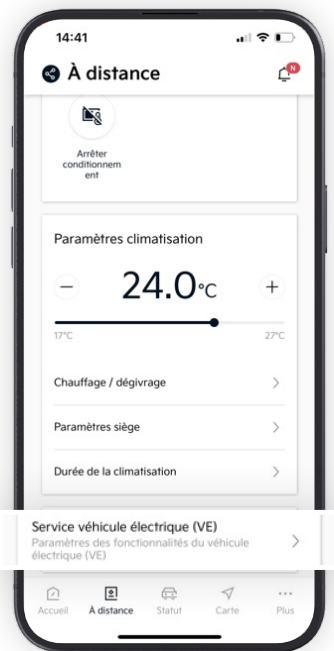 14:41
À distance
N
Arrêter
conditionnem
ent
Paramètres climatisation
− 24.0°C +
17°C 27°C
Chauffage / dégivrage
Paramètres siège
Durée de la climatisation
Service véhicule électrique (VE)
Paramètres des fonctionnalités du véhicule
électrique (VE)
Accueil À distance Statut Carte Plus